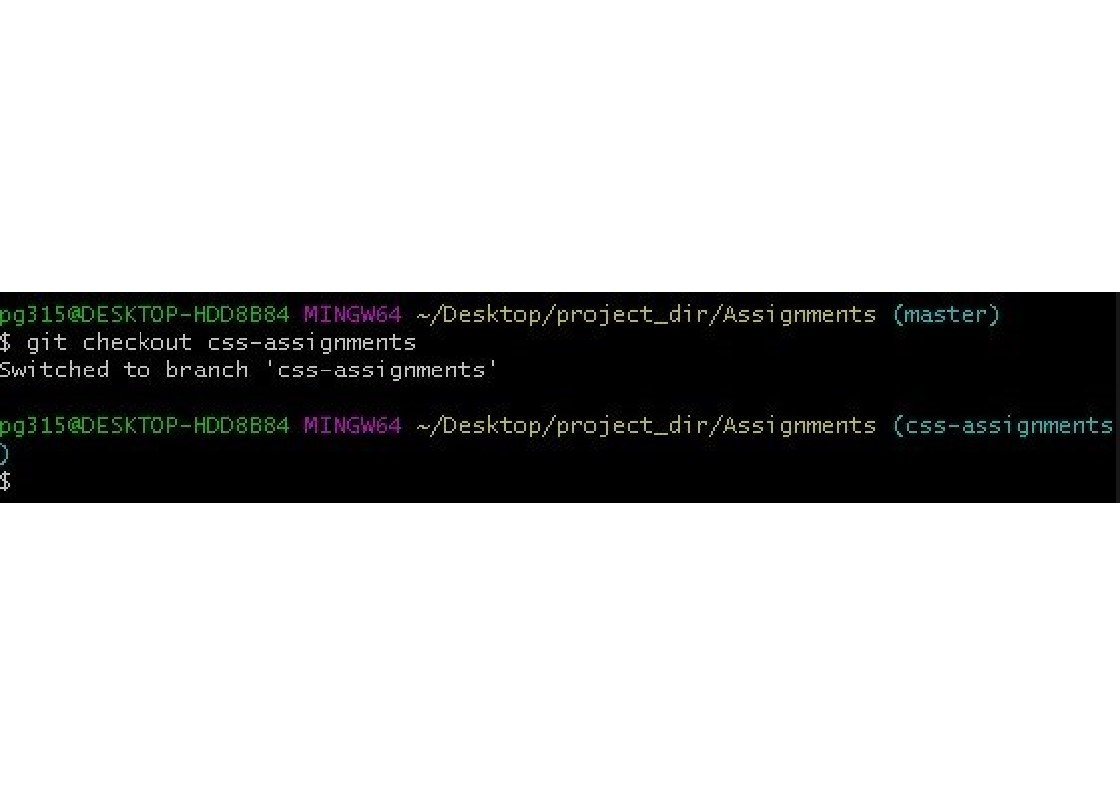 pg315@DESKTOP-HDD8B84 MINGW64 ~/Desktop/project_dir/Assignments (master)
$ git checkout css-assignments
Switched to branch 'css-assignments'
pg315@DESKTOP-HDD8B84 MINGW64 ~/Desktop/project_dir/Assignments (css-assignments
)
$